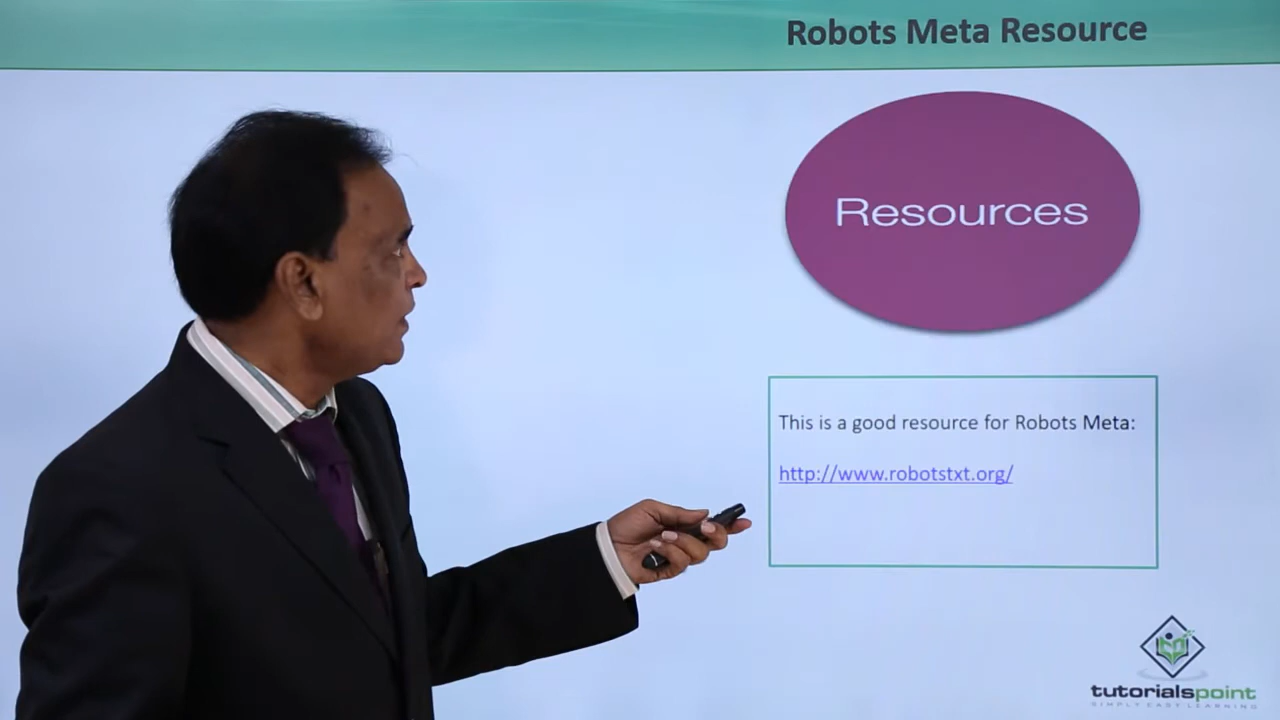 Robots Meta Resource
Resources
This is a good resource for Robots Meta:
http://www.robotstxt.org/
tutorialspoint
SIMPLY EASY LEARNING